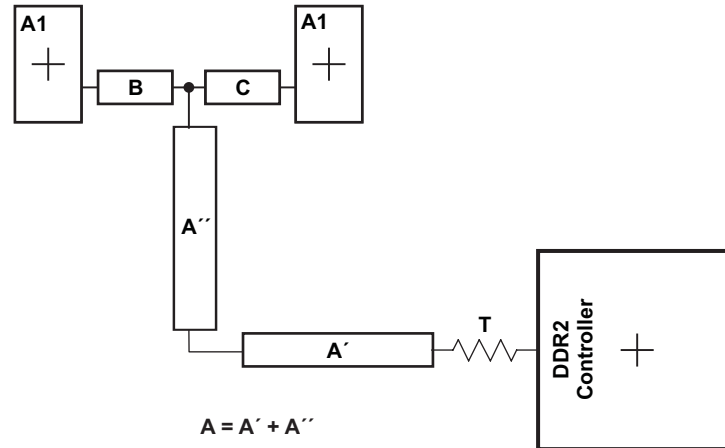 A1
A1
B
C
A´´
T
A´
DDR2
Controller
A = A´ + A´´